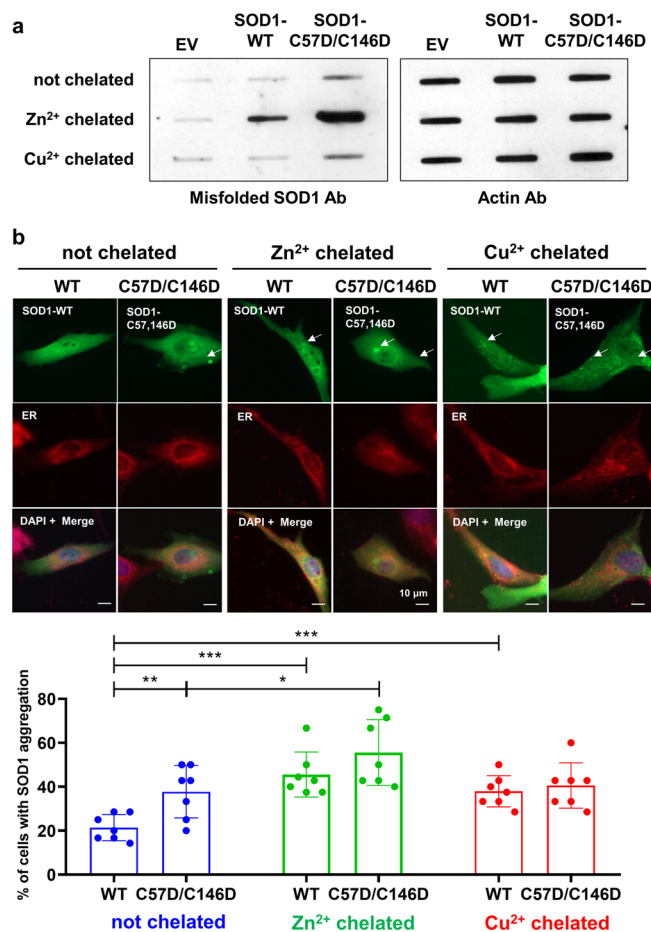 a
EV SOD1-WT SOD1-C57D/C146D EV SOD1-WT SOD1-C57D/C146D
not chelated
Zn²⁺ chelated
Cu²⁺ chelated
Misfolded SOD1 Ab Actin Ab
b
not chelated Zn²⁺ chelated Cu²⁺ chelated
WT C57D/C146D WT C57D/C146D WT C57D/C146D
SOD1-WT SOD1-C57,146D SOD1-WT SOD1-C57,146D SOD1-WT SOD1-C57,146D
ER ER ER
DAPI + Merge DAPI + Merge DAPI + Merge
10 µm
***
***
** *
% of cells with SOD1 aggregation
80
60
40
20
0
WT C57D/C146D WT C57D/C146D WT C57D/C146D
not chelated Zn²⁺ chelated Cu²⁺ chelated